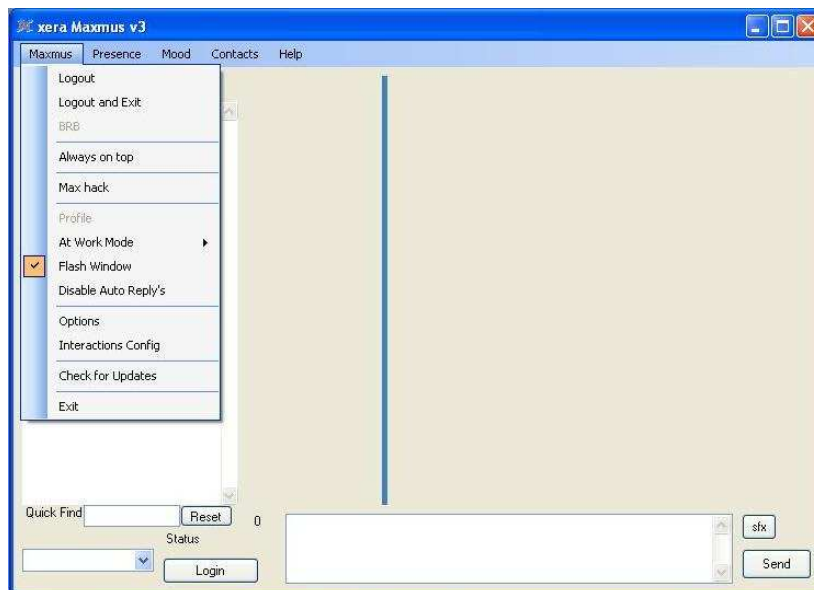 xera Maxmus v3
Maxmus Presence Mood Contacts Help
Logout
Logout and Exit
BRB
Always on top
Max hack
Profile
At Work Mode
Flash Window
Disable Auto Reply's
Options
Interactions Config
Check for Updates
Exit
Quick Find Reset 0
Status
Login
sfx
Send